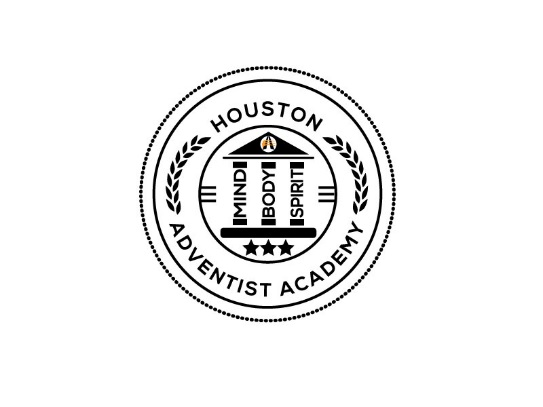 HOUSTON
MIND
BODY
SPIRIT
ADVENTIST ACADEMY